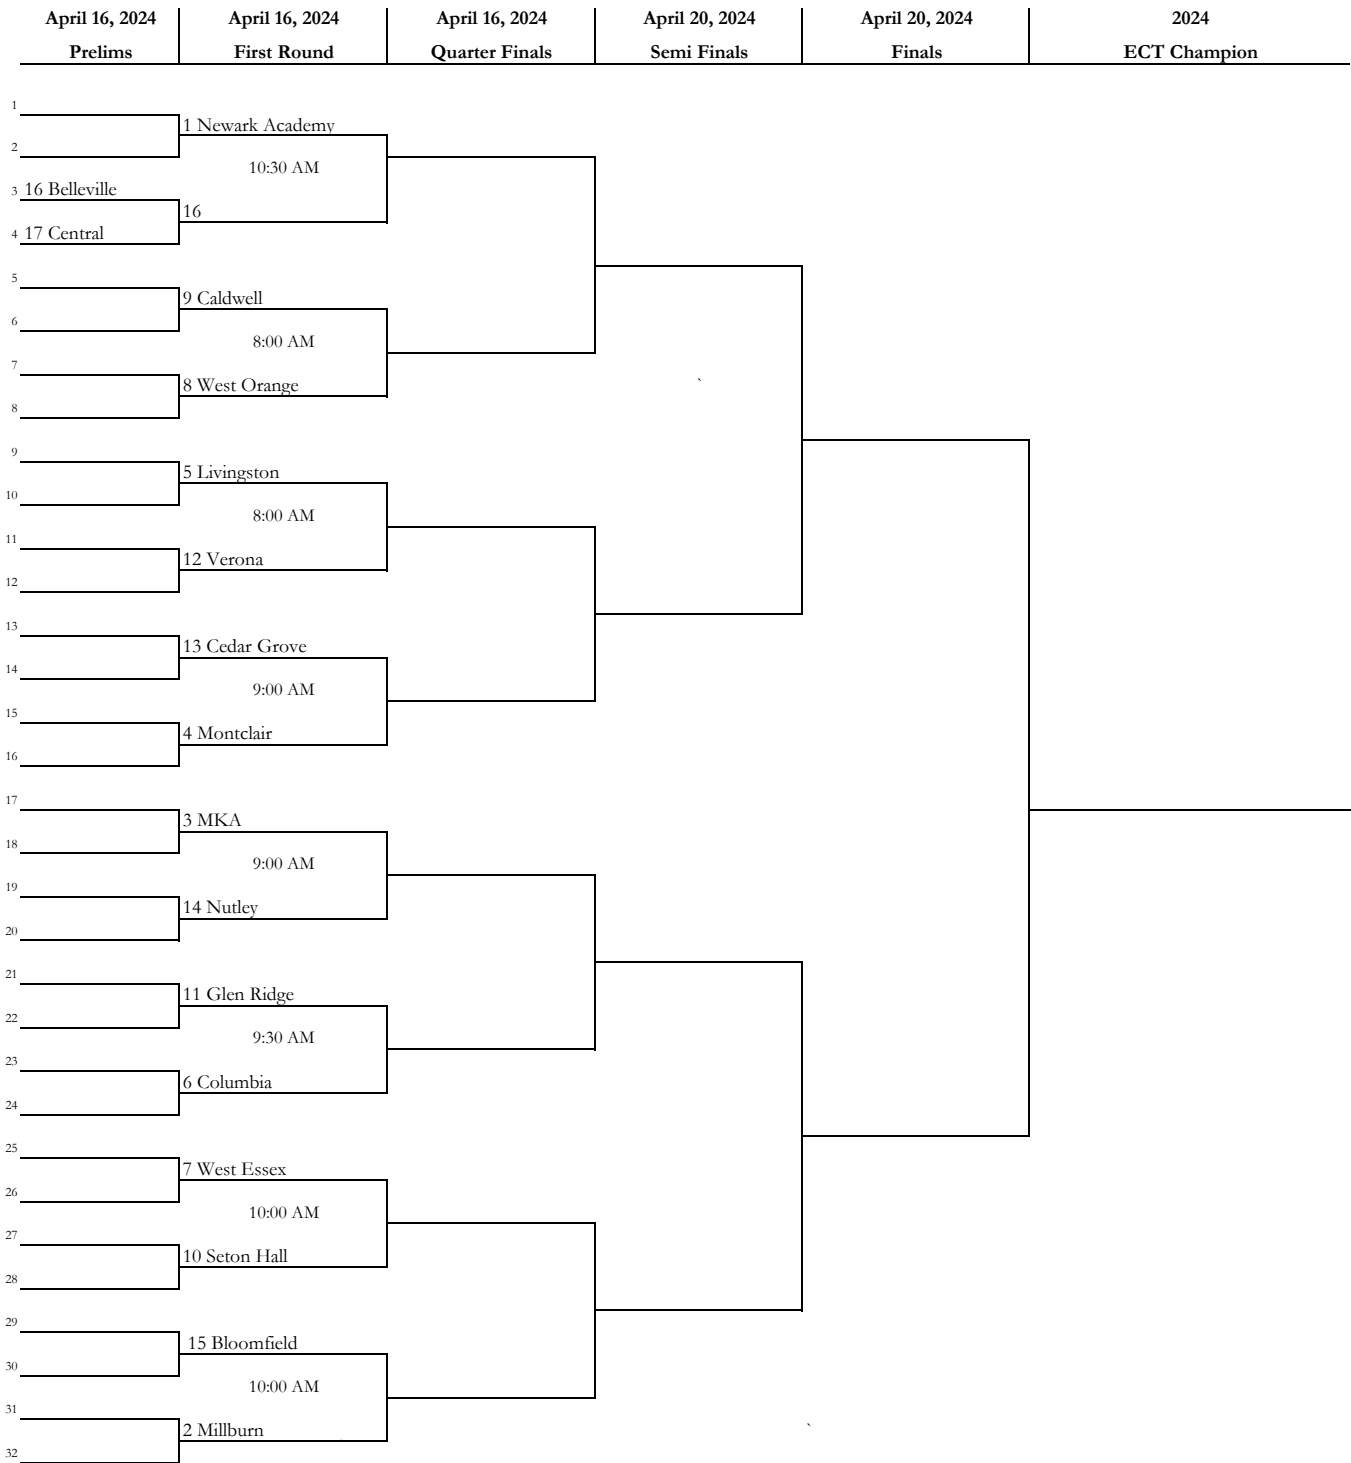 April 16, 2024 April 16, 2024 April 16, 2024 April 20, 2024 April 20, 2024 2024
Prelims First Round Quarter Finals Semi Finals Finals ECT Champion
1
1 Newark Academy
2
10:30 AM
3 16 Belleville
16
4 17 Central
5
9 Caldwell
6
8:00 AM
7
8 West Orange
`
8
9
5 Livingston
10
8:00 AM
11
12 Verona
12
13
13 Cedar Grove
14
9:00 AM
15
4 Montclair
16
17
3 MKA
18
9:00 AM
19
14 Nutley
20
21
11 Glen Ridge
22
9:30 AM
23
6 Columbia
24
25
7 West Essex
26
10:00 AM
27
10 Seton Hall
28
29
15 Bloomfield
30
10:00 AM
31
2 Millburn
`
32